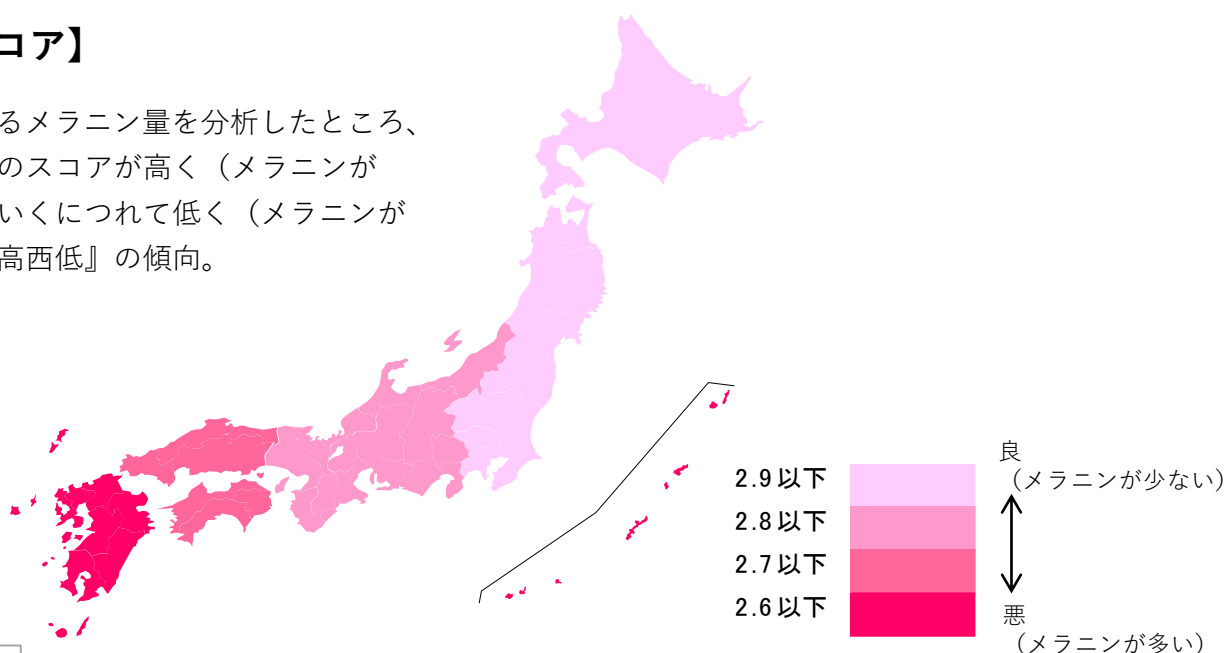 コア】
るメラニン量を分析したところ、
のスコアが高く（メラニンが
いくにつれて低く（メラニンが
高西低』の傾向。
良
（メラニンが少ない）
2.9以下
2.8以下
2.7以下
2.6以下
悪
（メラニンが多い）